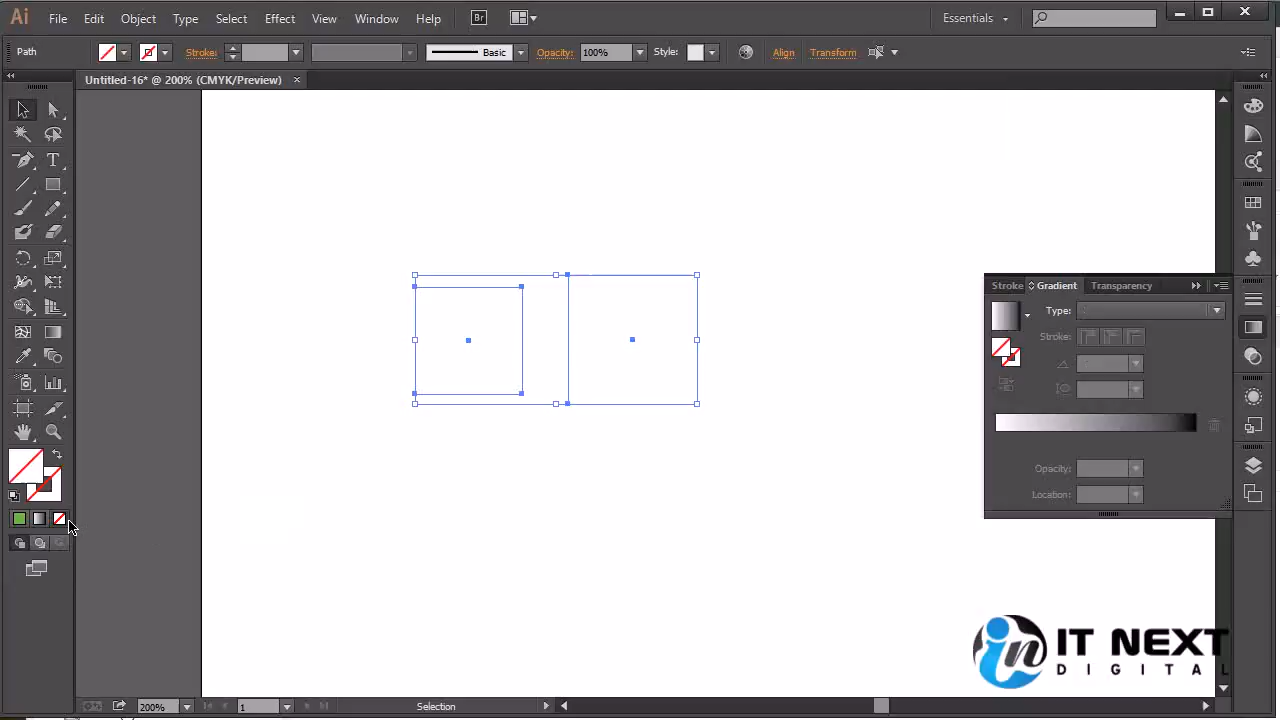 Ai File Edit Object Type Select Effect View Window Help Br Essentials
Path Stroke: Basic Opacity: 100% Style: Align Transform
Untitled-16* @ 200% (CMYK/Preview)
Stroke Gradient Transparency
Type:
Stroke:
Opacity:
Location:
in IT NEXT
DIGITAL
200% 1 Selection